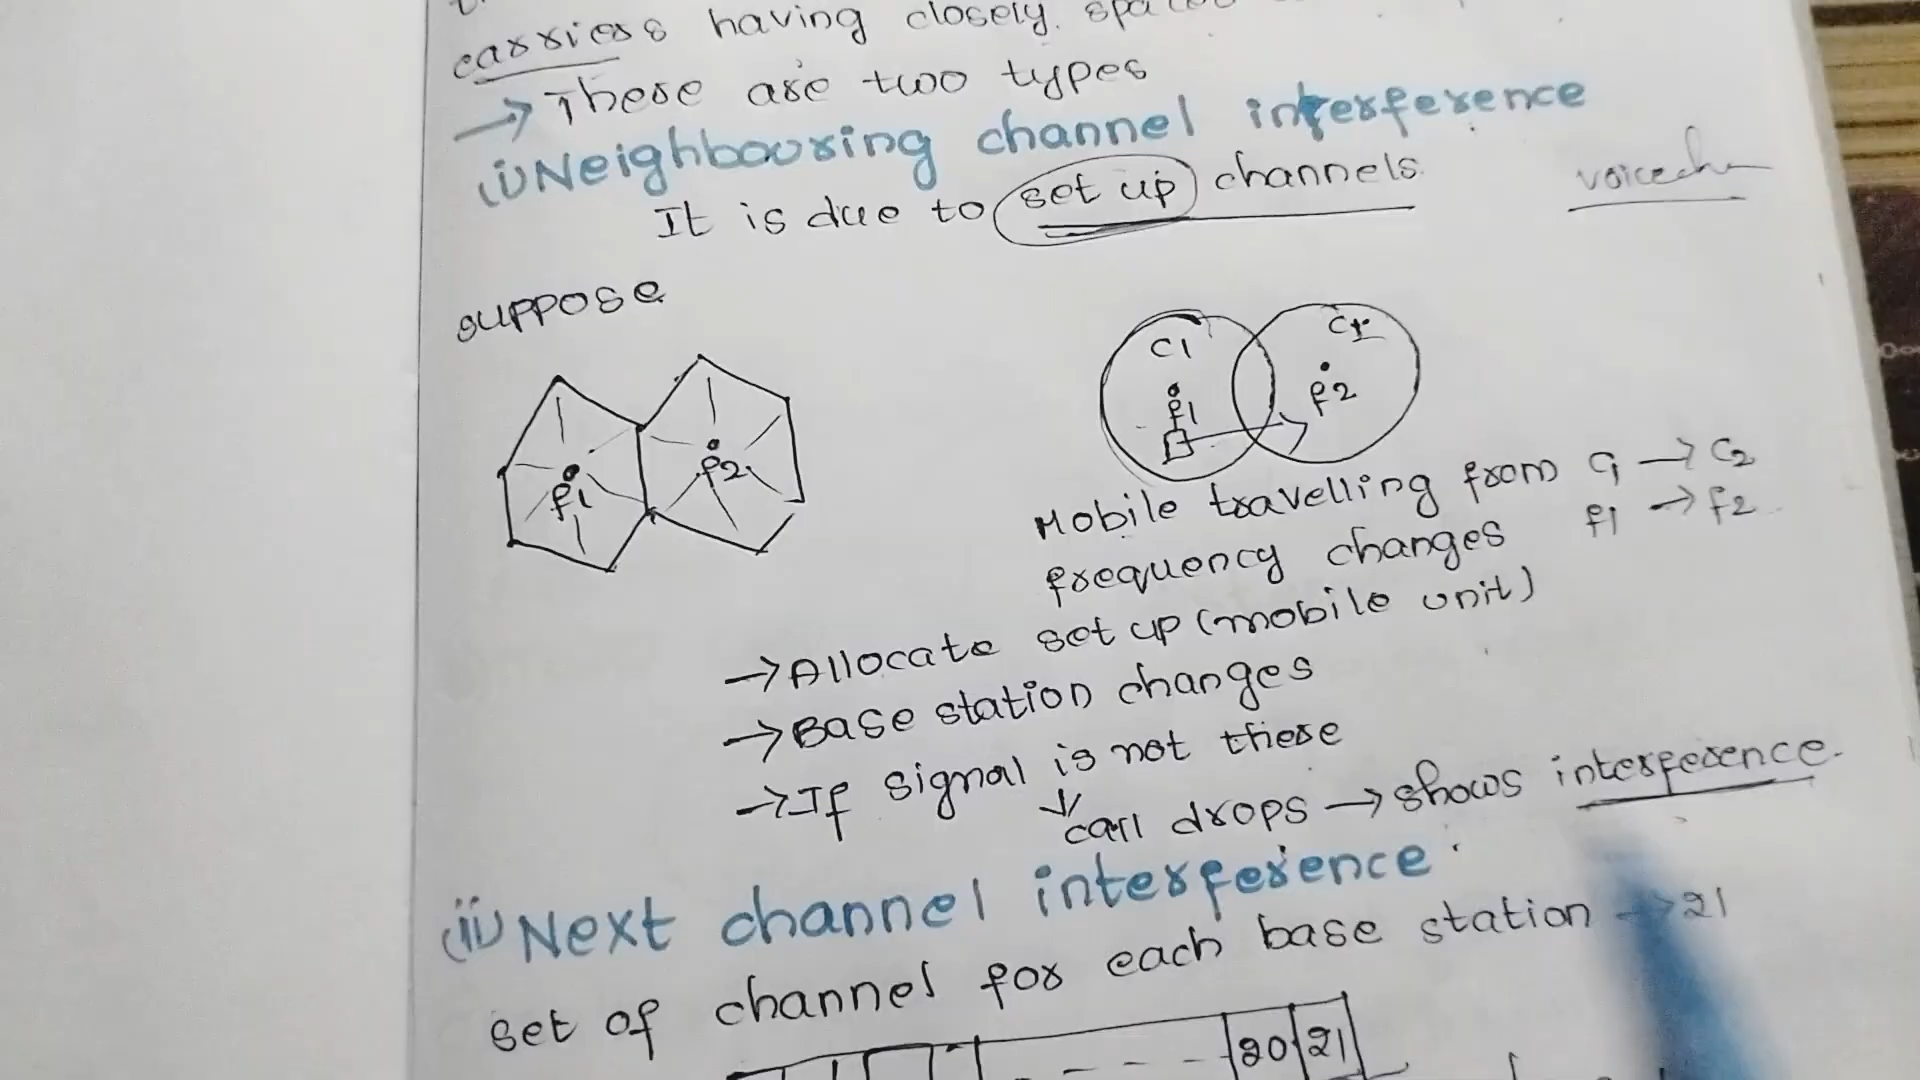 carriers having closely
→ There are two types
(i) Neighbouring channel interference
It is due to set up channels
suppose
f1
f2
C1
f1
f2
Mobile travelling from C1 → C2
frequency changes f1 → f2
→ Allocate set up (mobile unit)
→ Base station changes
→ If signal is not there
call drops → shows interference.
(ii) Next channel interference
set of channel for each base station → 21
20 21